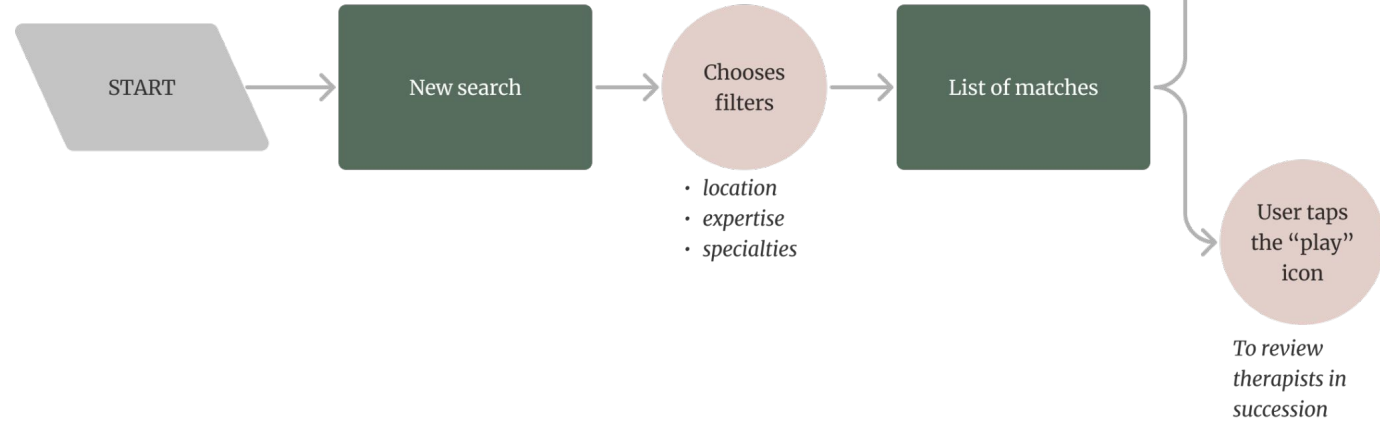 START
New search
Chooses
filters
List of matches
• location
• expertise
• specialties
User taps
the “play”
icon
To review
therapists in
succession